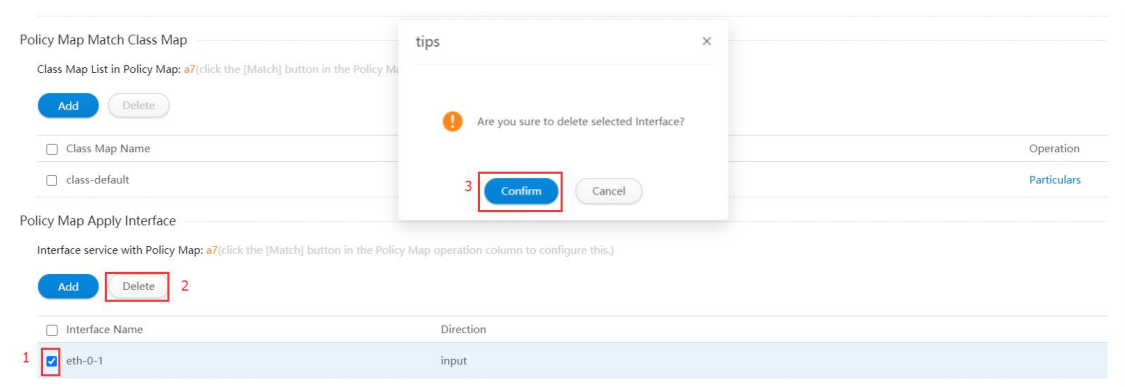 Policy Map Match Class Map
Class Map List in Policy Map: a7(click the [Match] button in the Policy Ma
Add Delete
Class Map Name Operation
class-default Particulars
tips ×
Are you sure to delete selected Interface?
3 Confirm Cancel
Policy Map Apply Interface
Interface service with Policy Map: a7(click the [Match] button in the Policy Map operation column to configure this.)
Add Delete 2
Interface Name Direction
1 eth-0-1 input